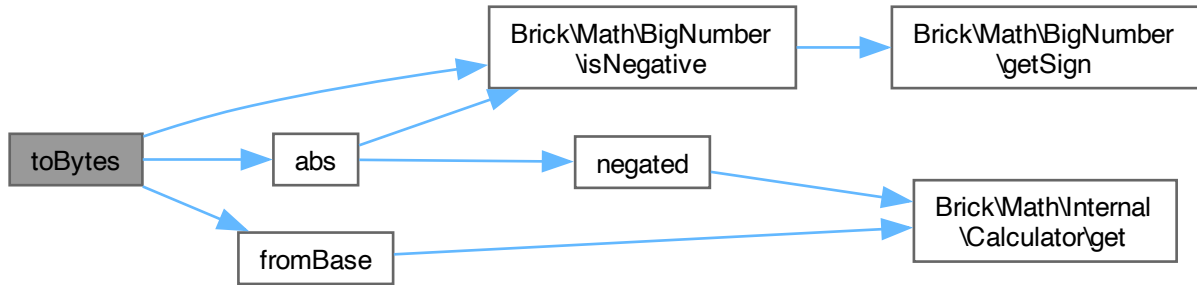 Brick\Math\BigNumber
\isNegative
Brick\Math\BigNumber
\getSign
toBytes
abs
negated
Brick\Math\Internal
\Calculator\get
fromBase